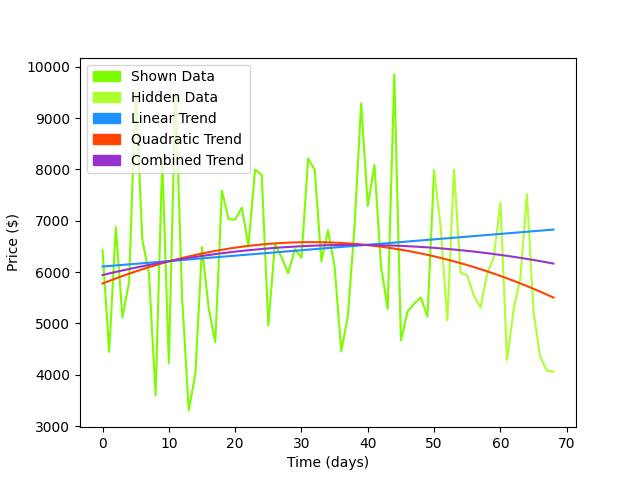 10000
9000
8000
7000
6000
5000
4000
3000
Price ($)
Shown Data
Hidden Data
Linear Trend
Quadratic Trend
Combined Trend
0 10 20 30 40 50 60 70
Time (days)